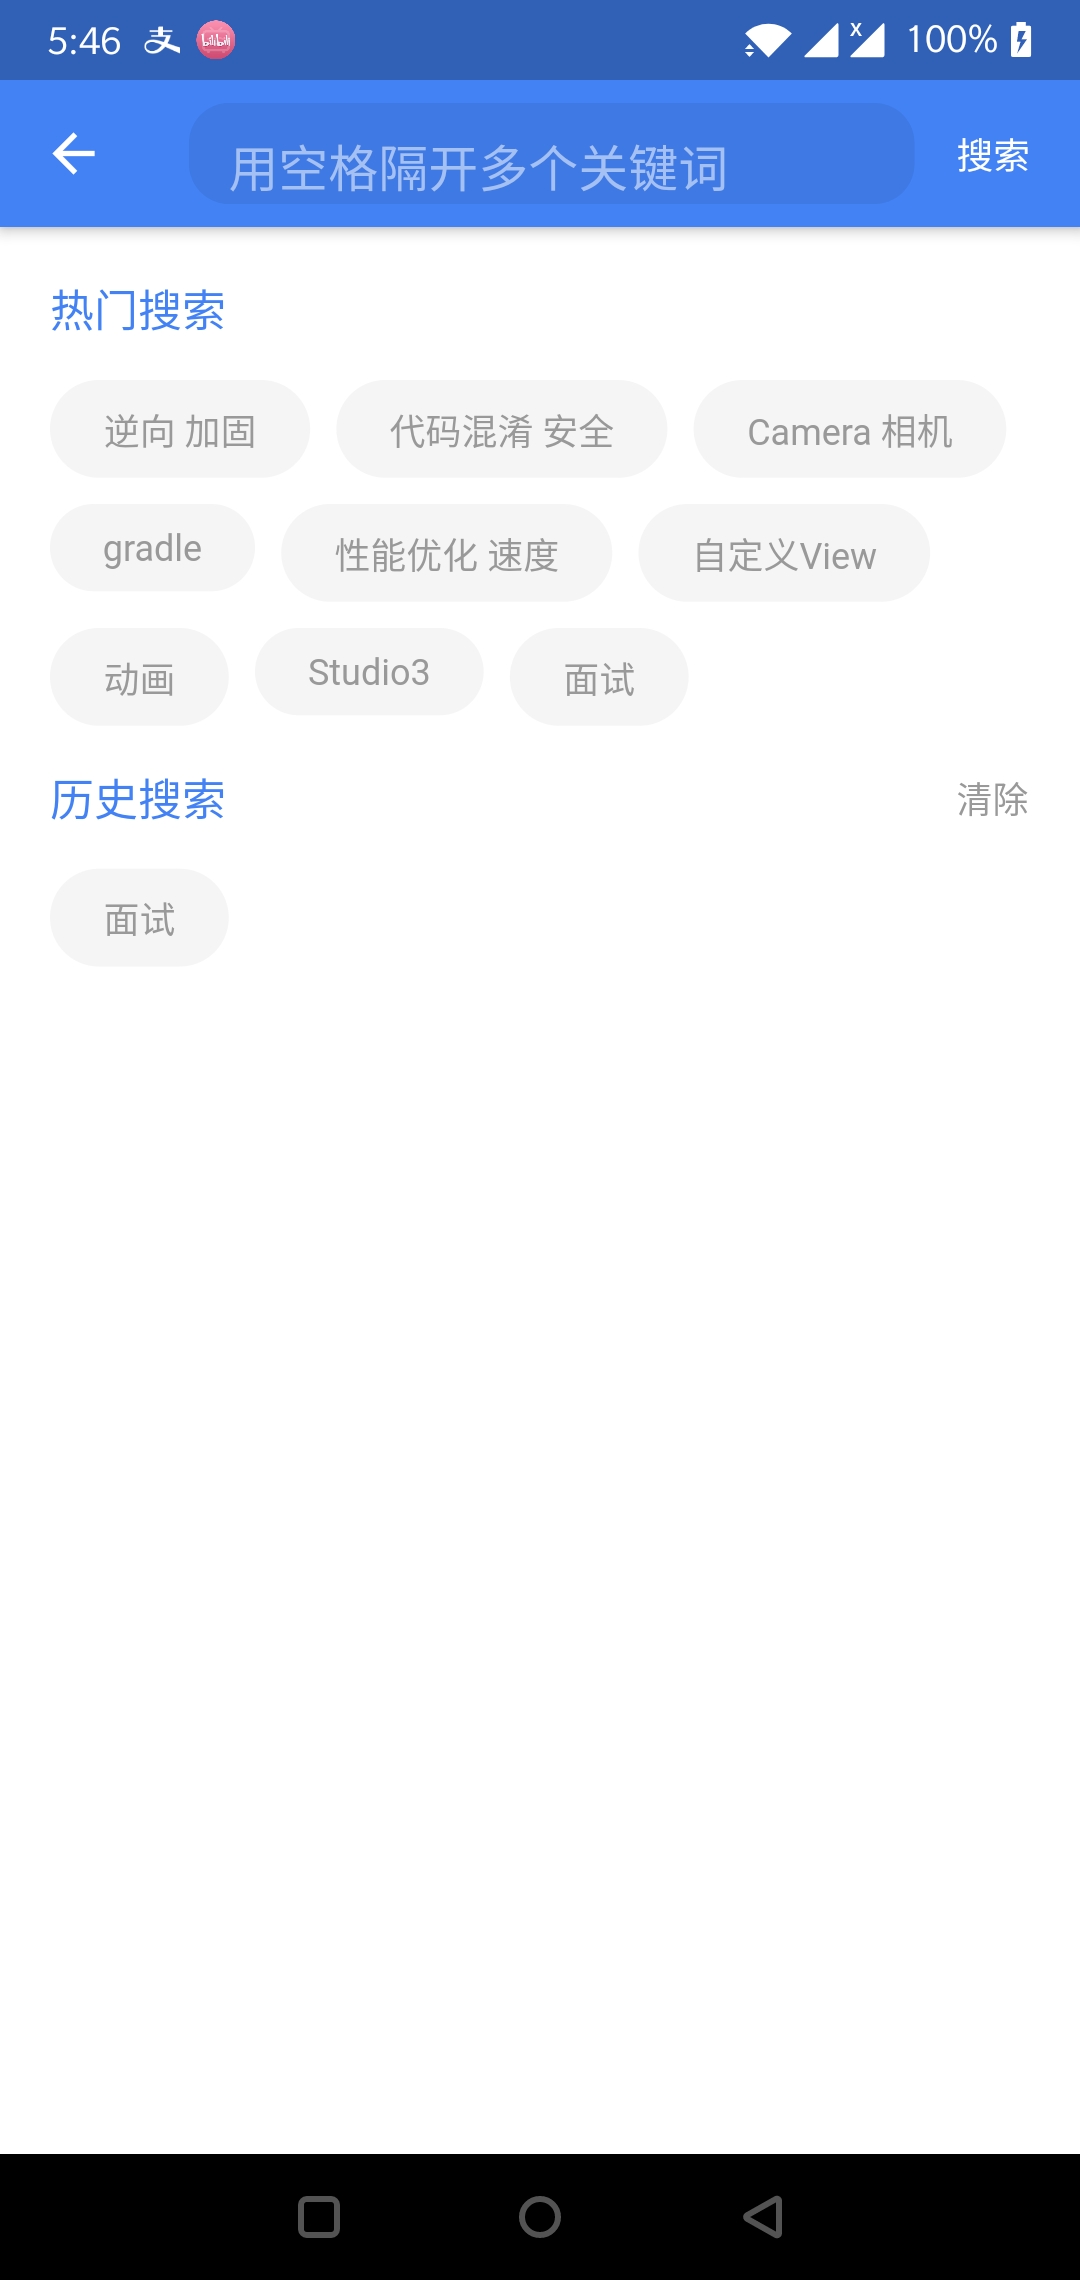 5:46 100%
用空格隔开多个关键词 搜索
热门搜索
逆向 加固 代码混淆 安全 Camera 相机
gradle 性能优化 速度 自定义View
动画 Studio3 面试
历史搜索 清除
面试